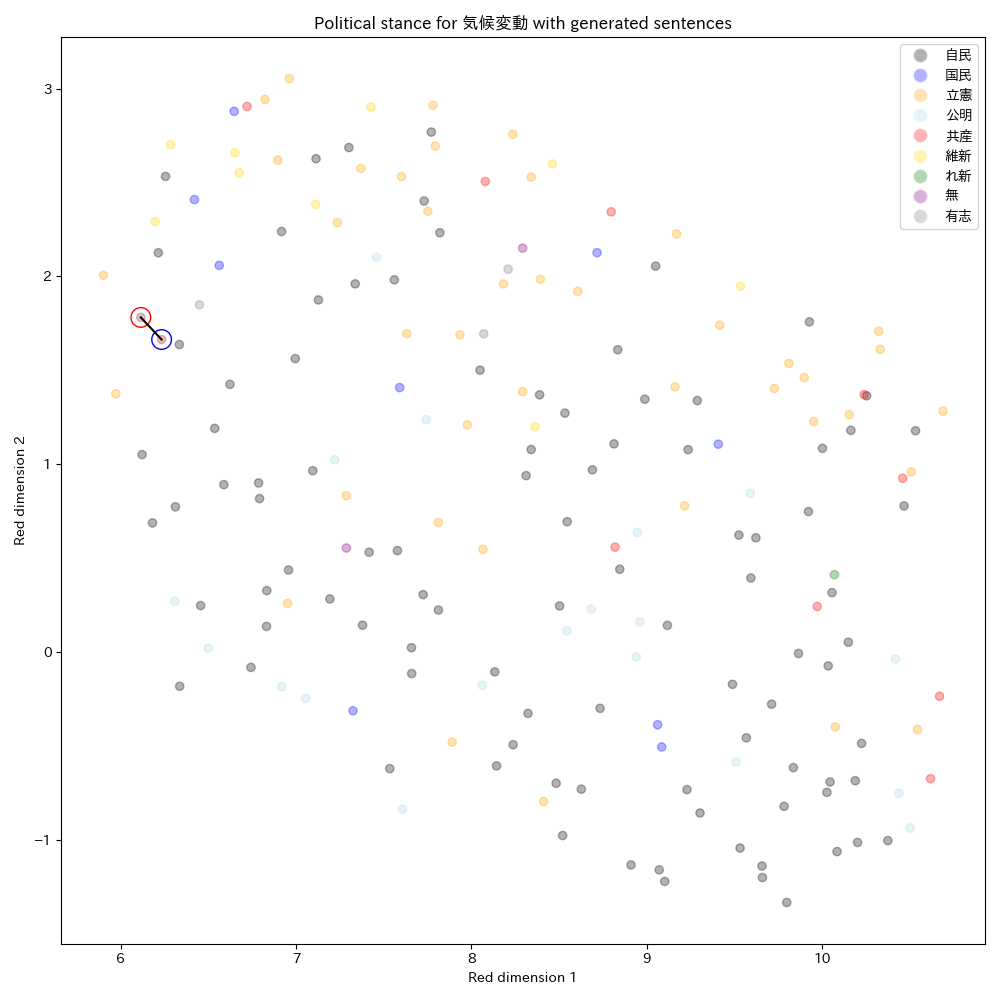 Political stance for 気候変動 with generated sentences
自民
国民
立憲
公明
共産
維新
れ新
無
有志
3
2
1
0
−1
Red dimension 2
6 7 8 9 10
Red dimension 1